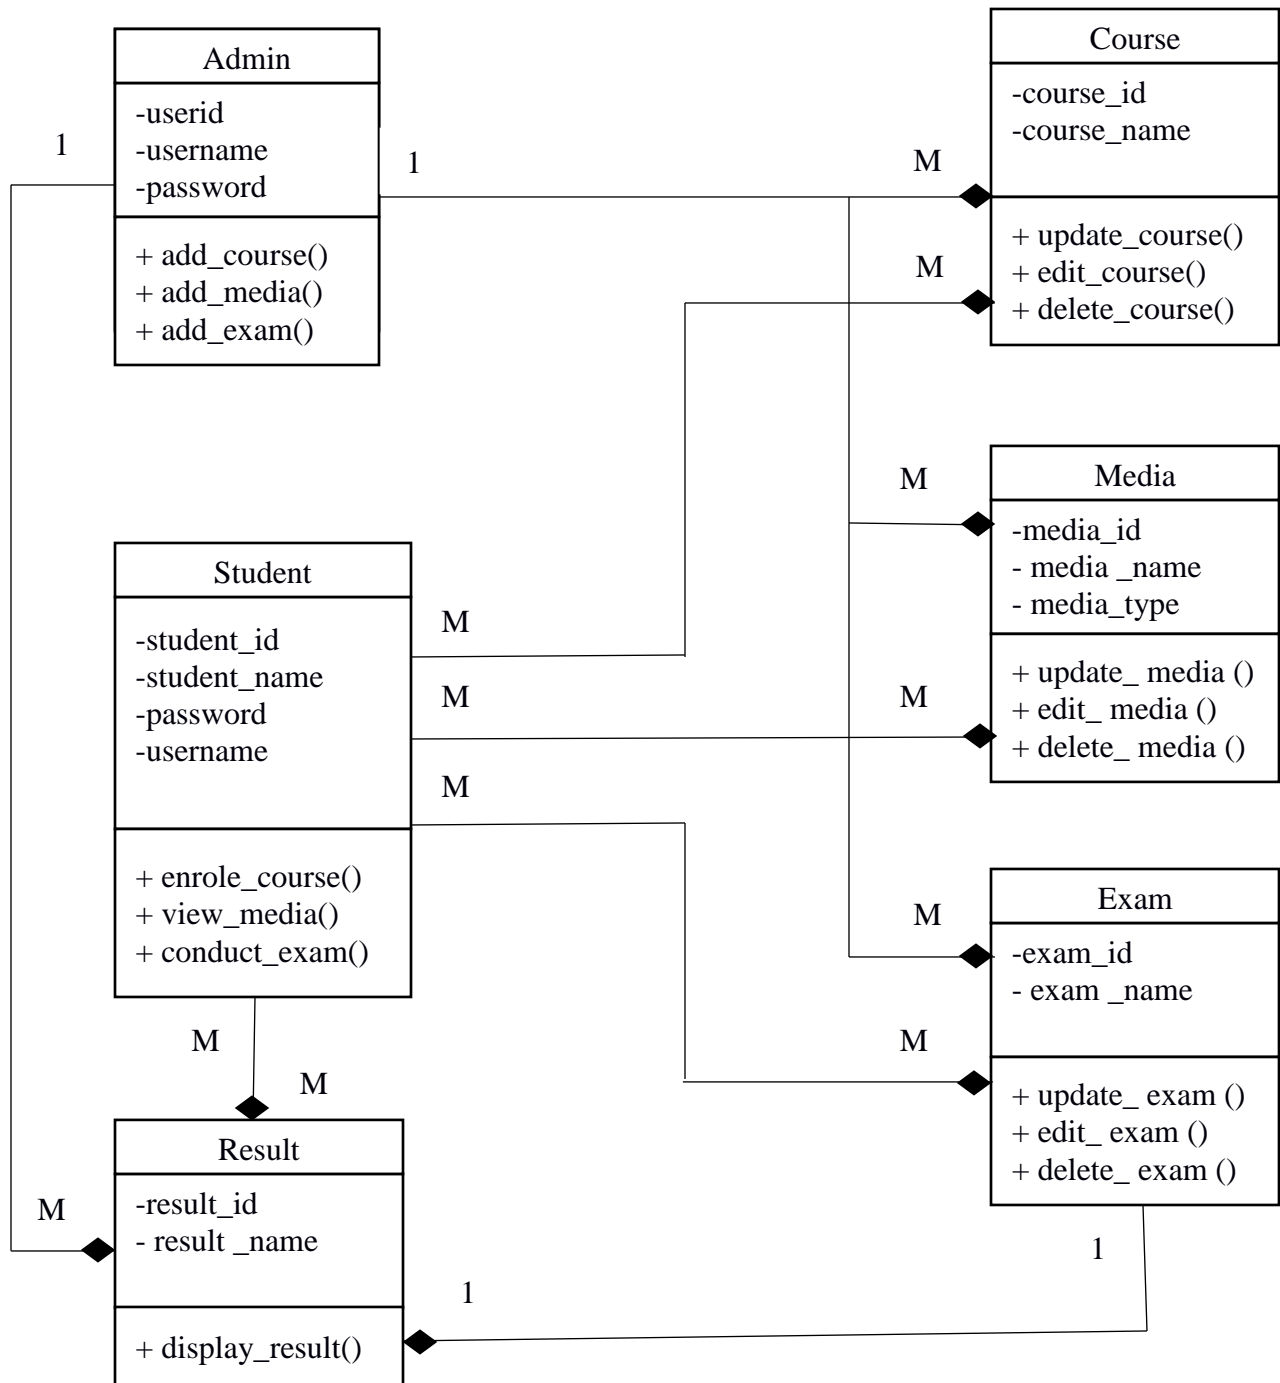 Admin
-userid
-username
-password
+ add_course()
+ add_media()
+ add_exam()
1
1
M
Course
-course_id
-course_name
+ update_course()
+ edit_course()
+ delete_course()
M
M
Media
-media_id
- media _name
- media_type
+ update_ media ()
+ edit_ media ()
+ delete_ media ()
Student
-student_id
-student_name
-password
-username
+ enrole_course()
+ view_media()
+ conduct_exam()
M
M
M
M
M
M
Exam
-exam_id
- exam _name
+ update_ exam ()
+ edit_ exam ()
+ delete_ exam ()
M
M
Result
-result_id
- result _name
+ display_result()
M
1
1